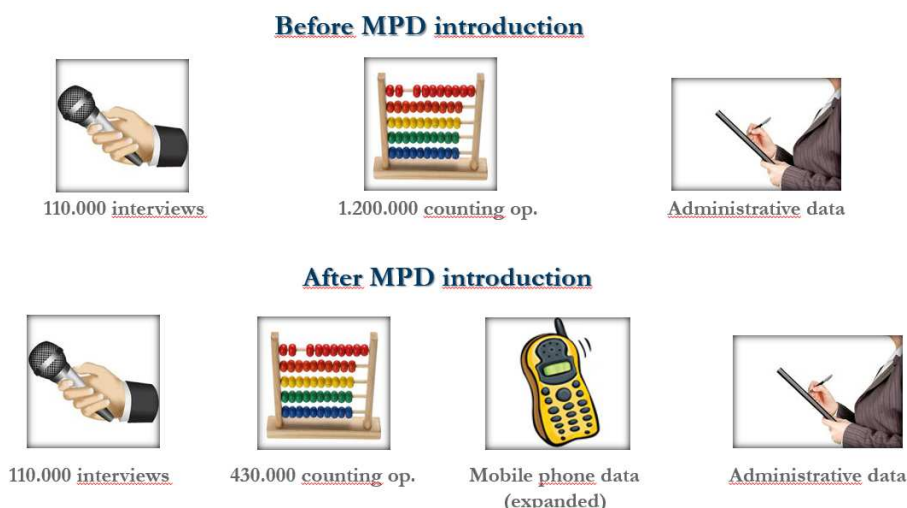 Before MPD introduction
110.000 interviews
1.200.000 counting op.
Administrative data
After MPD introduction
110.000 interviews
430.000 counting op.
Mobile phone data
(expanded)
Administrative data